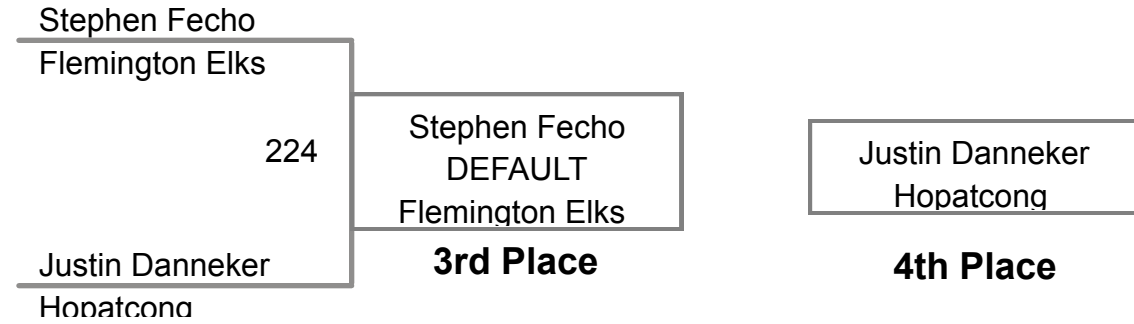 Stephen Fecho
Flemington Elks
224
Justin Danneker
Hopatcong
Stephen Fecho
DEFAULT
Flemington Elks
3rd Place
Justin Danneker
Hopatcong
4th Place